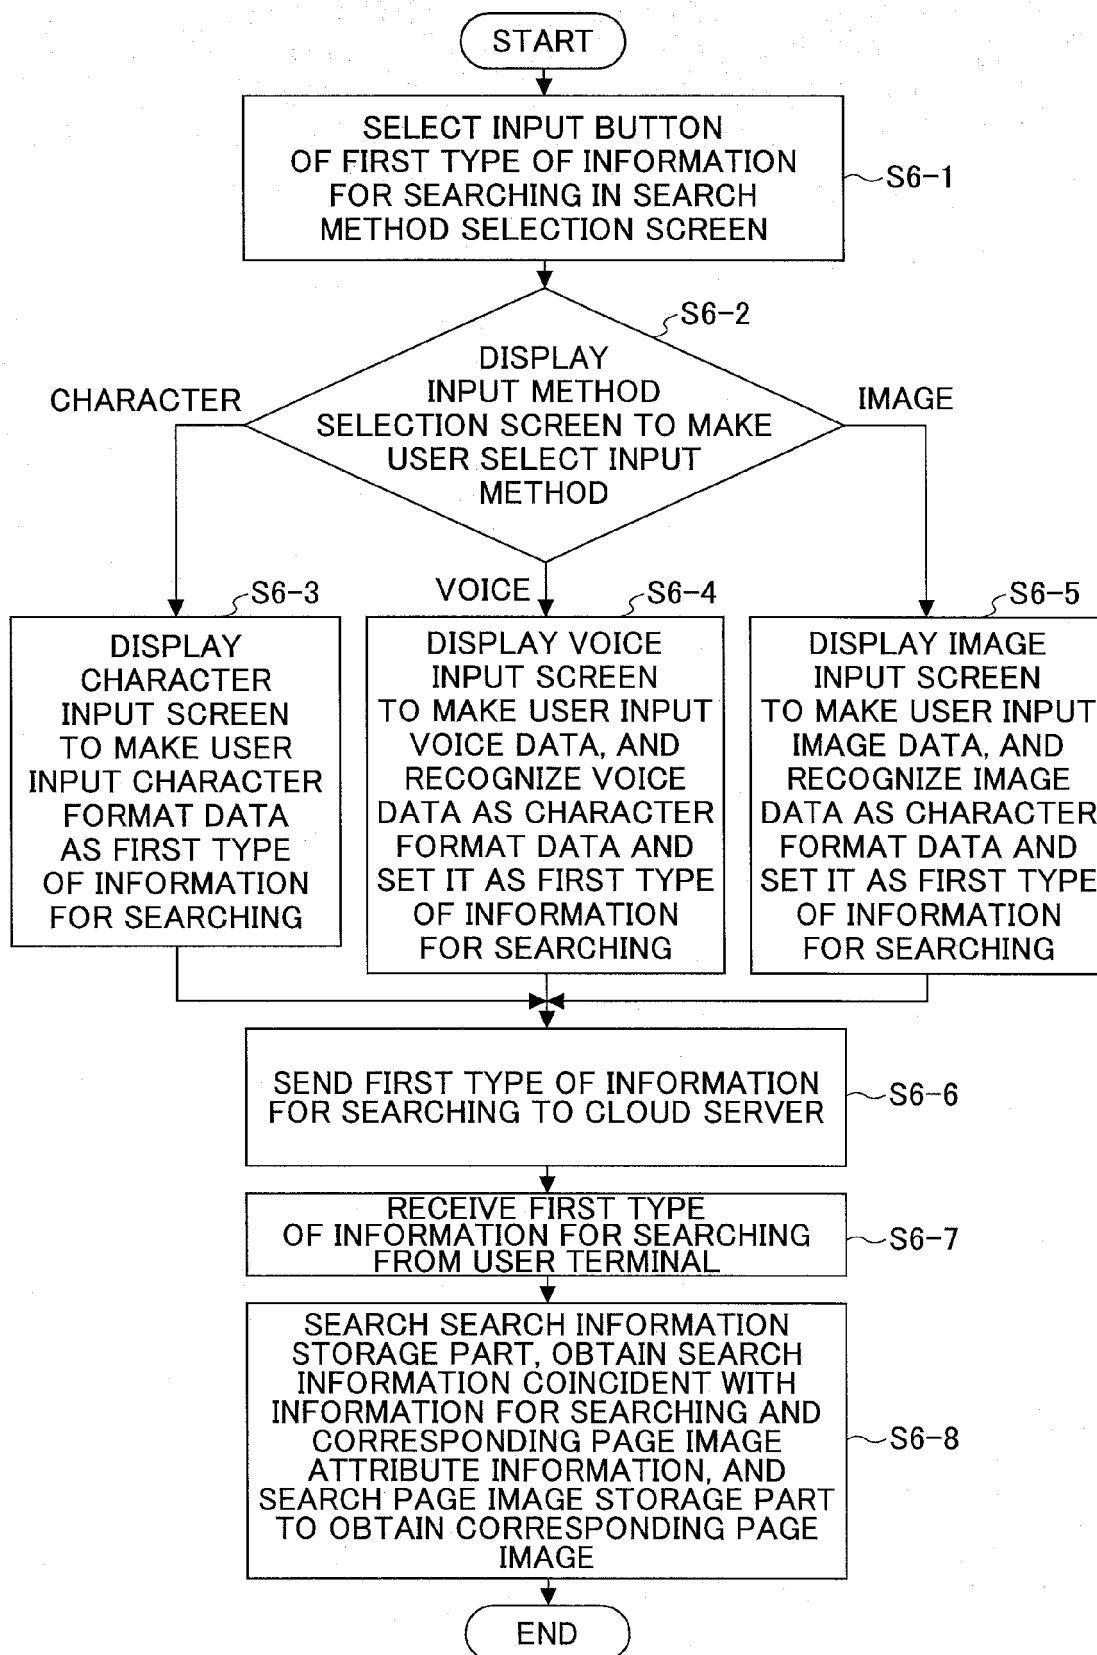 START
SELECT INPUT BUTTON
OF FIRST TYPE OF INFORMATION
FOR SEARCHING IN SEARCH
METHOD SELECTION SCREEN
S6-1
S6-2
DISPLAY
INPUT METHOD
SELECTION SCREEN TO MAKE
USER SELECT INPUT
METHOD
CHARACTER
IMAGE
VOICE
S6-3
DISPLAY
CHARACTER
INPUT SCREEN
TO MAKE USER
INPUT CHARACTER
FORMAT DATA
AS FIRST TYPE
OF INFORMATION
FOR SEARCHING
S6-4
DISPLAY VOICE
INPUT SCREEN
TO MAKE USER INPUT
VOICE DATA, AND
RECOGNIZE VOICE
DATA AS CHARACTER
FORMAT DATA AND
SET IT AS FIRST TYPE
OF INFORMATION
FOR SEARCHING
S6-5
DISPLAY IMAGE
INPUT SCREEN
TO MAKE USER INPUT
IMAGE DATA, AND
RECOGNIZE IMAGE
DATA AS CHARACTER
FORMAT DATA AND
SET IT AS FIRST TYPE
OF INFORMATION
FOR SEARCHING
SEND FIRST TYPE OF INFORMATION
FOR SEARCHING TO CLOUD SERVER
S6-6
RECEIVE FIRST TYPE
OF INFORMATION FOR SEARCHING
FROM USER TERMINAL
S6-7
SEARCH SEARCH INFORMATION
STORAGE PART, OBTAIN SEARCH
INFORMATION COINCIDENT WITH
INFORMATION FOR SEARCHING AND
CORRESPONDING PAGE IMAGE
ATTRIBUTE INFORMATION, AND
SEARCH PAGE IMAGE STORAGE PART
TO OBTAIN CORRESPONDING PAGE
IMAGE
S6-8
END